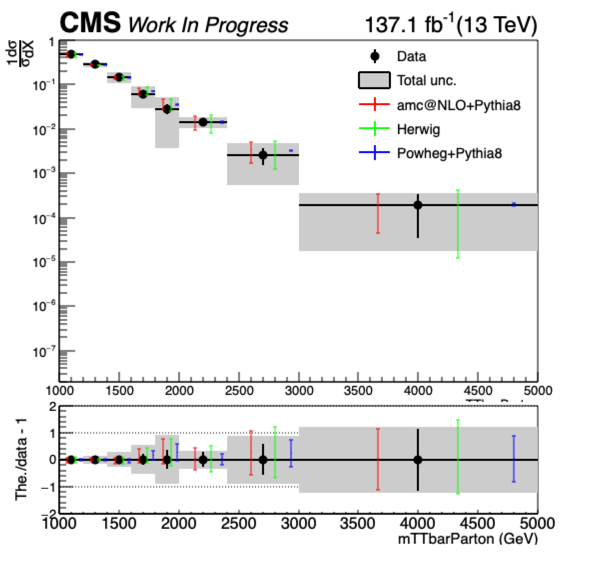 CMS Work In Progress 137.1 fb⁻¹(13 TeV)
1dσ
σdX
1
10⁻¹
10⁻²
10⁻³
10⁻⁴
10⁻⁵
10⁻⁶
10⁻⁷
Data
Total unc.
amc@NLO+Pythia8
Herwig
Powheg+Pythia8
1000 1500 2000 2500 3000 3500 4000 4500 5000
The./data - 1
2
1
0
−1
−2
1000 1500 2000 2500 3000 3500 4000 4500 5000
mTTbarParton (GeV)